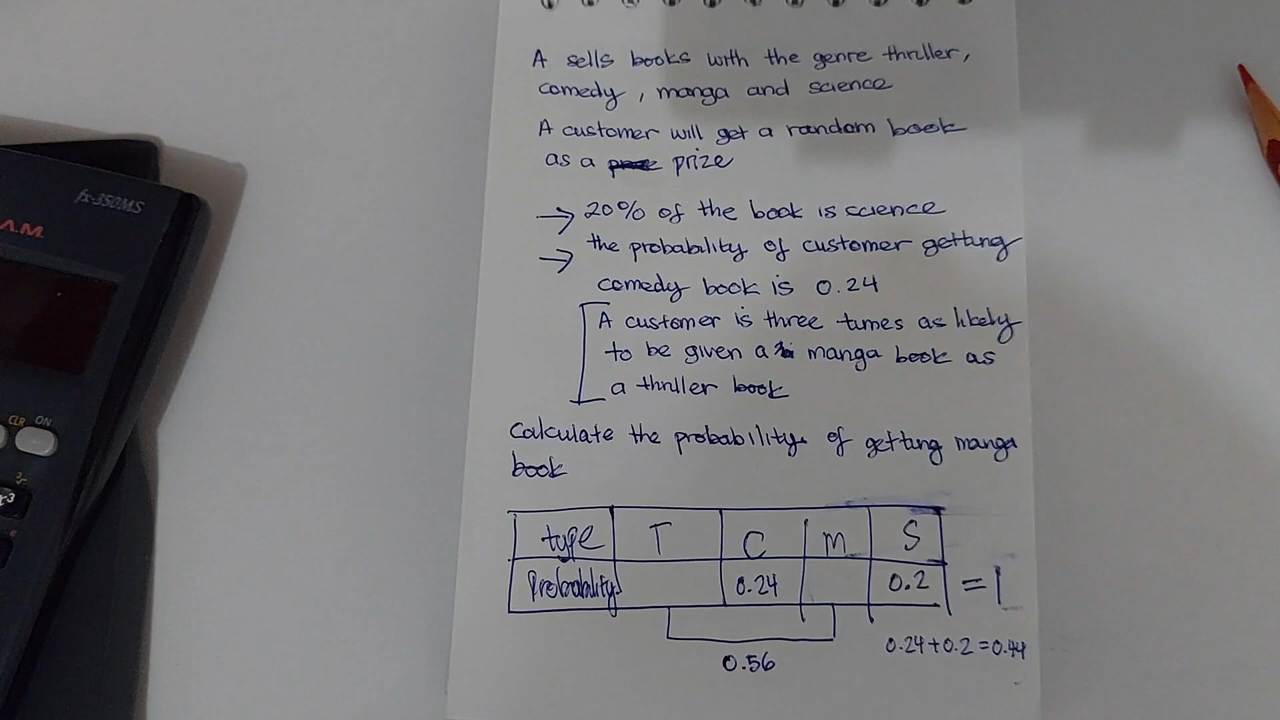 A sells books with the genre thriller,
comedy, manga and science
A customer will get a random book
as a prize
→ 20% of the book is science
→ the probability of customer getting
comedy book is 0.24
A customer is three times as likely
to be given a manga book as
a thriller book
Calculate the probability of getting manga
book
type T C m S
Probability 0.24 0.2 = 1
0.24+0.2=0.44
0.56
fx-350MS
A.M.
CLR ON